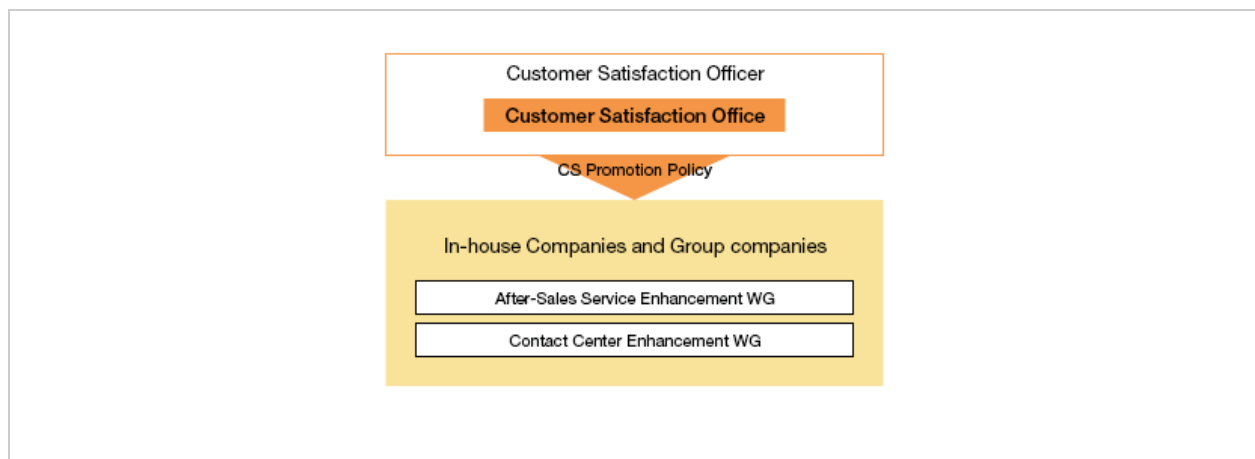 Customer Satisfaction Officer
Customer Satisfaction Office
CS Promotion Policy
In-house Companies and Group companies
After-Sales Service Enhancement WG
Contact Center Enhancement WG